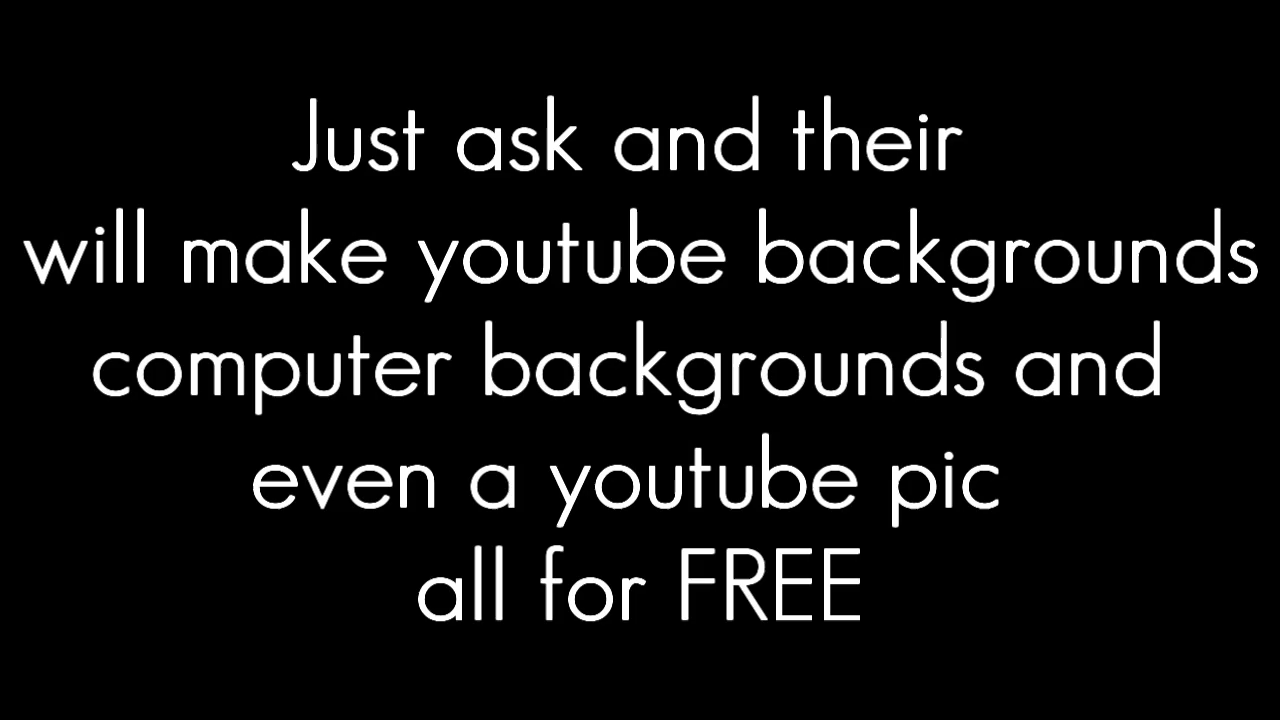 Just ask and their
will make youtube backgrounds
computer backgrounds and
even a youtube pic
all for FREE